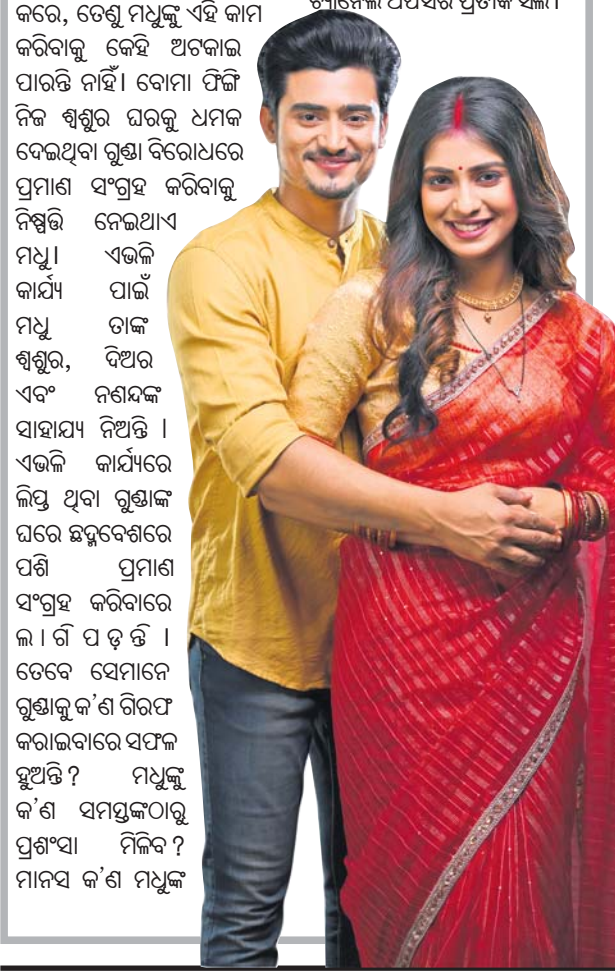 କରେ, ତେଣୁ ମଧୁଙ୍କୁ ଏହି କାମ
କରିବାକୁ କେହି ଅଟକାଇ
ପାରନ୍ତି ନାହିଁ। ବୋମା ଫିଙ୍ଗି
ନିଜ ଶ୍ୱଶୁର ଘରକୁ ଧମକ
ଦେଇଥିବା ଗୁଣ୍ଡା ବିରୋଧରେ
ପ୍ରମାଣ ସଂଗ୍ରହ କରିବାକୁ
ନିଷ୍ପତ୍ତି ନେଇଥାଏ
ମଧୁ। ଏଭଳି
କାର୍ଯ୍ୟ ପାଇଁ
ମଧୁ ତାଙ୍କ
ଶ୍ୱଶୁର, ଦିଅର
ଏବଂ ନଣନ୍ଦଙ୍କ
ସାହାଯ୍ୟ ନିଅନ୍ତି ।
ଏଭଳି କାର୍ଯ୍ୟରେ
ଲିପ୍ତ ଥିବା ଗୁଣ୍ଡାଙ୍କ
ଘରେ ଛଦ୍ମବେଶରେ
ପଶି ପ୍ରମାଣ
ସଂଗ୍ରହ କରିବାରେ
ଲାଗିପଡ଼ନ୍ତି ।
ତେବେ ସେମାନେ
ଗୁଣ୍ଡାକୁ କ'ଣ ଗିରଫ
କରାଇବାରେ ସଫଳ
ହୁଅନ୍ତି ? ମଧୁଙ୍କୁ
କ'ଣ ସମସ୍ତଙ୍କଠାରୁ
ପ୍ରଶଂସା ମିଳିବ ?
ମାନସ କ'ଣ ମଧୁଙ୍କ